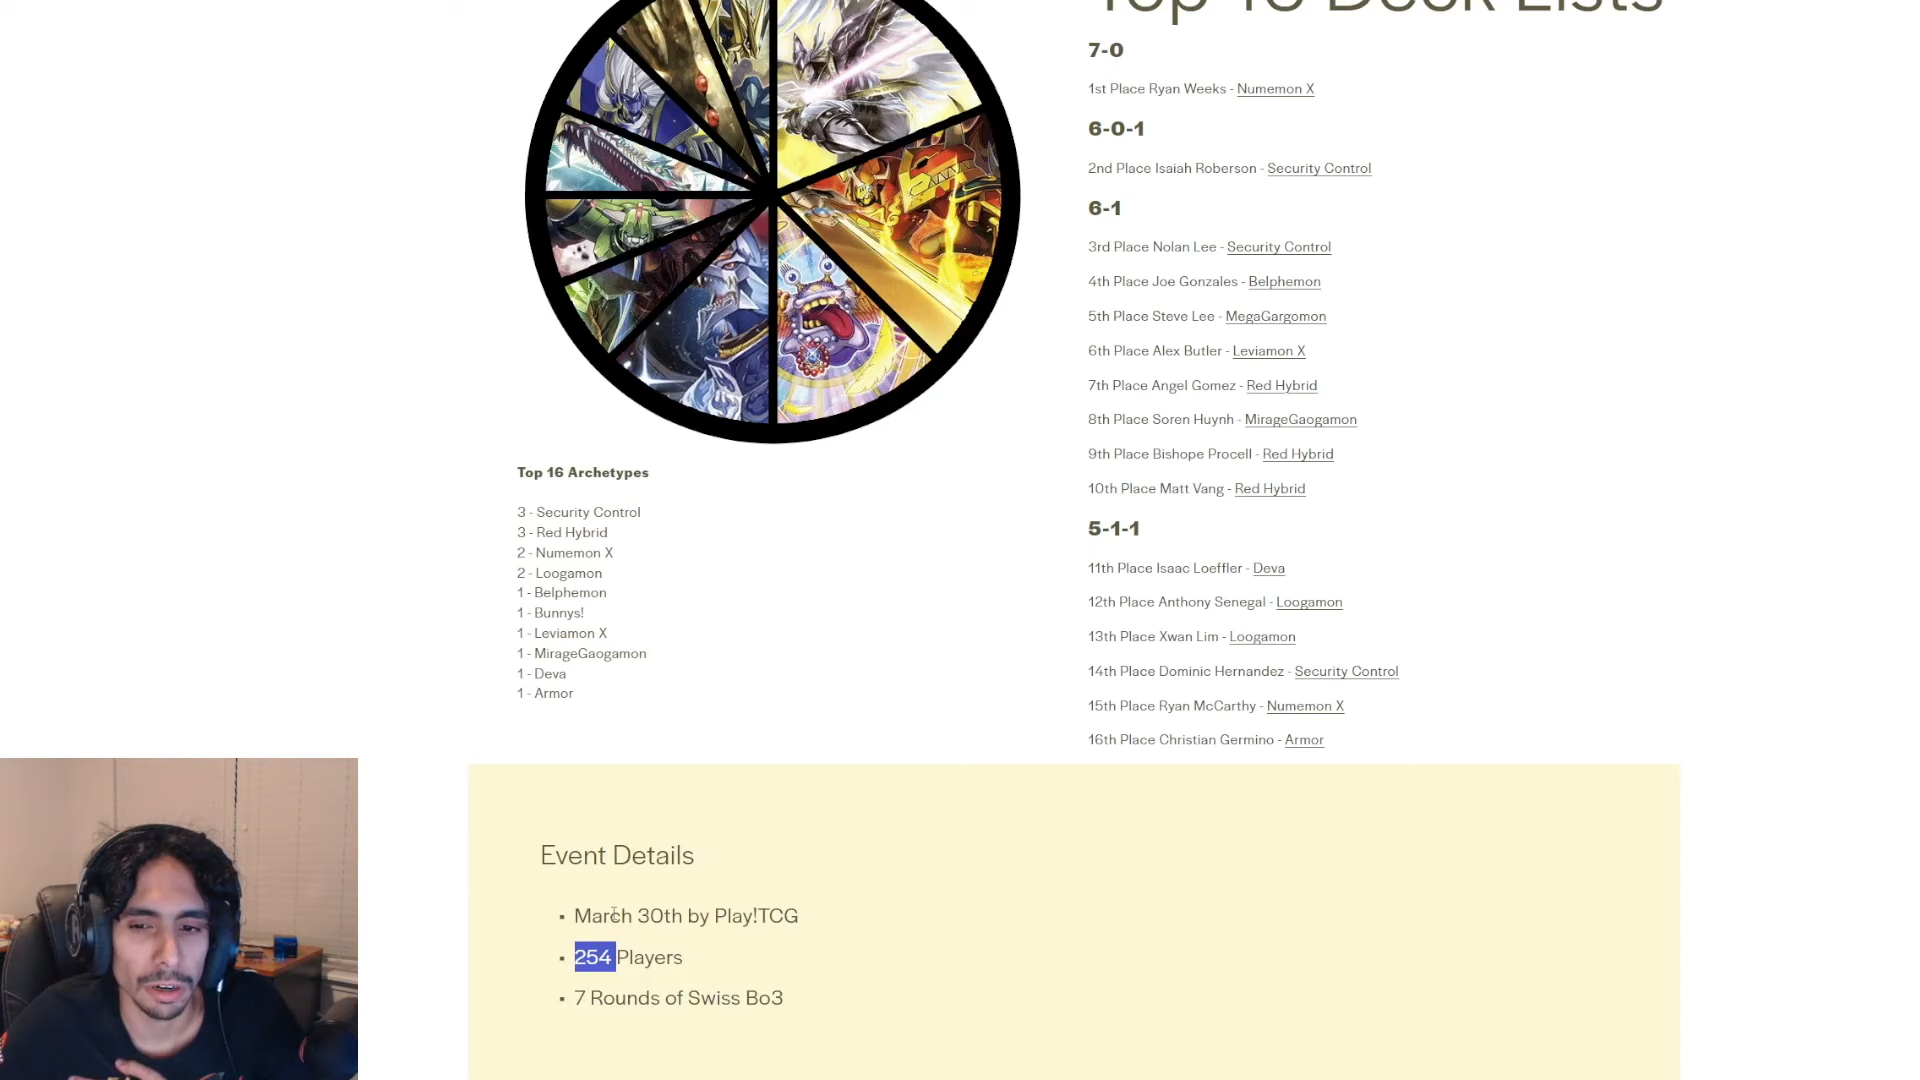 Top 16 Deck Lists
7-0
1st Place Ryan Weeks - Numemon X
6-0-1
2nd Place Isaiah Roberson - Security Control
6-1
3rd Place Nolan Lee - Security Control
4th Place Joe Gonzales - Belphemon
5th Place Steve Lee - MegaGargomon
6th Place Alex Butler - Leviamon X
7th Place Angel Gomez - Red Hybrid
8th Place Soren Huynh - MirageGaogamon
9th Place Bishope Procell - Red Hybrid
10th Place Matt Vang - Red Hybrid
5-1-1
11th Place Isaac Loeffler - Deva
12th Place Anthony Senegal - Loogamon
13th Place Xwan Lim - Loogamon
14th Place Dominic Hernandez - Security Control
15th Place Ryan McCarthy - Numemon X
16th Place Christian Germino - Armor
Top 16 Archetypes
3 - Security Control
3 - Red Hybrid
2 - Numemon X
2 - Loogamon
1 - Belphemon
1 - Bunnys!
1 - Leviamon X
1 - MirageGaogamon
1 - Deva
1 - Armor
Event Details
▪ March 30th by Play!TCG
▪ 254 Players
▪ 7 Rounds of Swiss Bo3